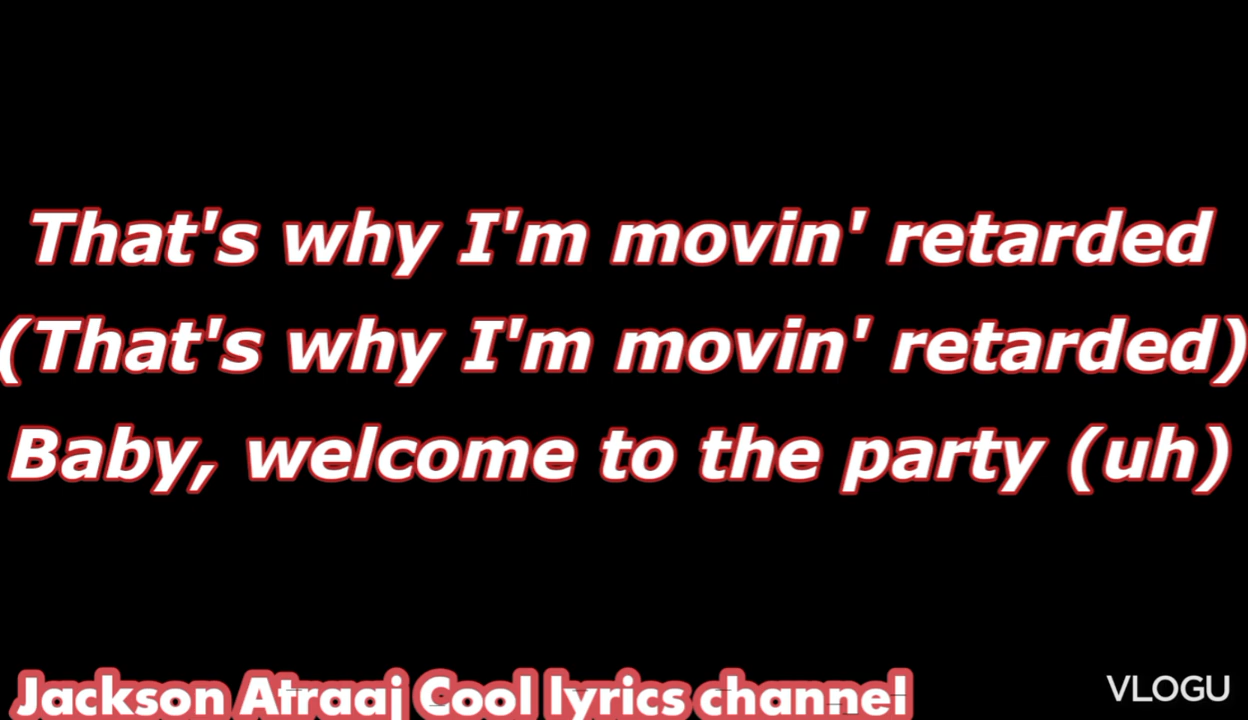 That's why I'm movin' retarded
(That's why I'm movin' retarded)
Baby, welcome to the party (uh)
Jackson Atraaj Cool lyrics channel
VLOGU